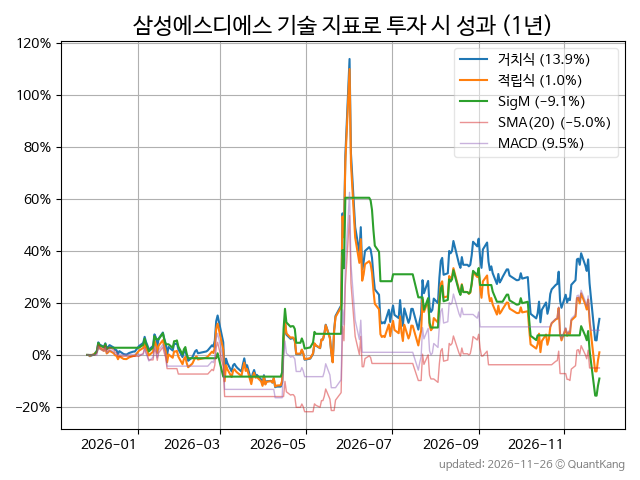 삼성에스디에스 기술 지표로 투자 시 성과 (1년)
120%
100%
80%
60%
40%
20%
0%
−20%
거치식 (13.9%)
적립식 (1.0%)
SigM (−9.1%)
SMA(20) (−5.0%)
MACD (9.5%)
2026−01 2026−03 2026−05 2026−07 2026−09 2026−11
updated: 2026−11−26 © QuantKang